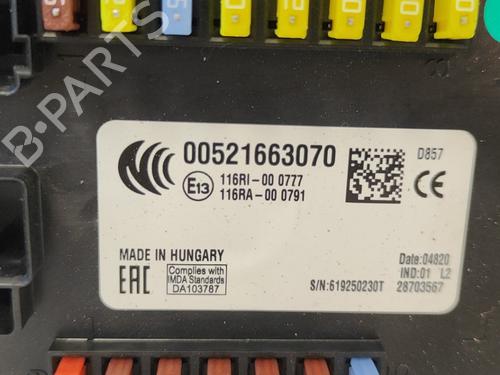 00521663070
D857
E13
116RI-00 0777
116RA-00 0791
CE
MADE IN HUNGARY
EAC
Complies with
IMDA Standards
DA103787
Date:04820
IND:01 L2
S/N:619250230T
28703567
B-PARTS